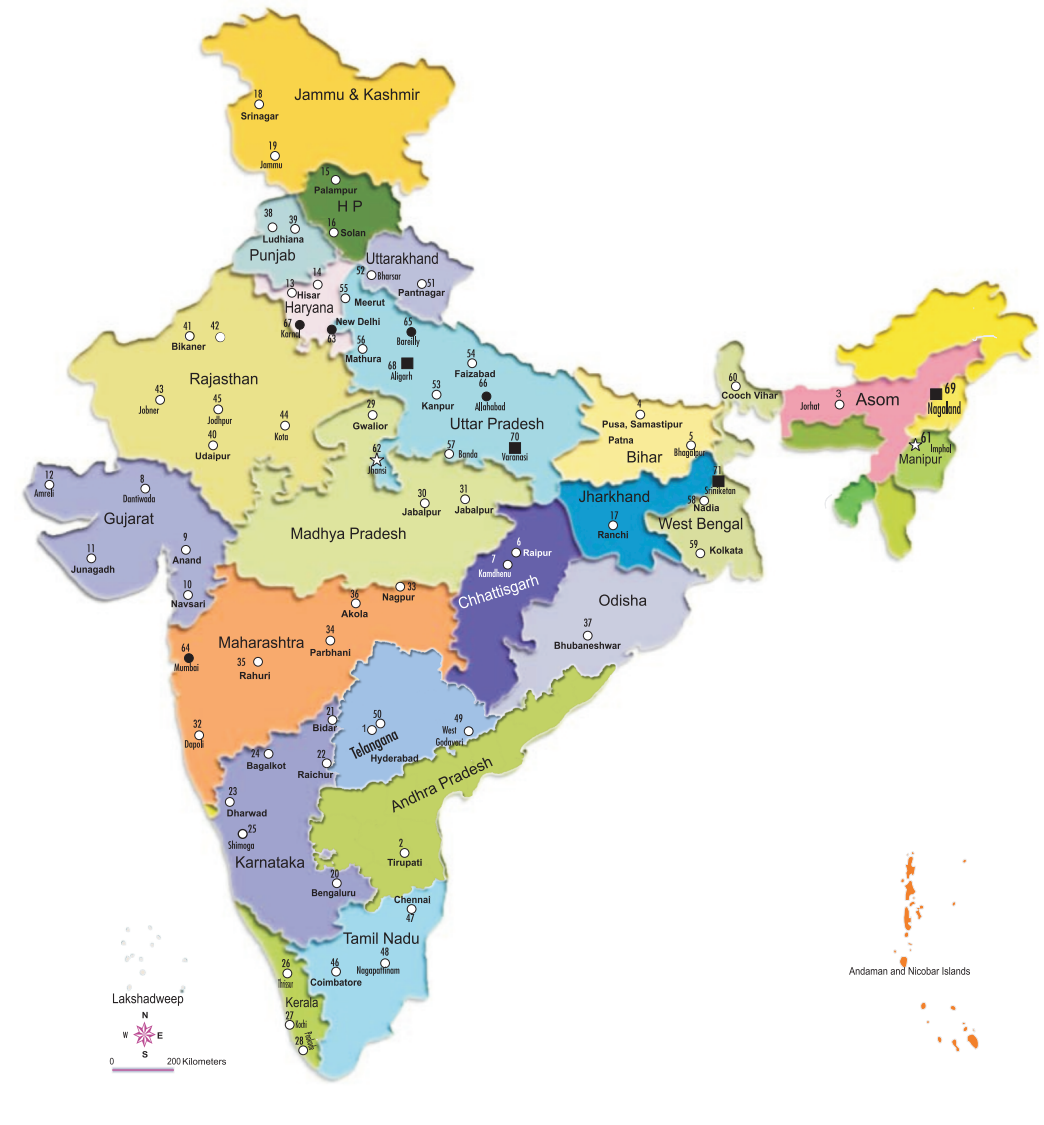 18
Jammu & Kashmir
Srinagar
19
Jammu
15
Palampur
H P
38
39
16
Solan
Ludhiana
Punjab
Uttarakhand
52
Bharsar
51
Pantnagar
14
13
Hisar
55
Meerut
Haryana
67
Karnal
New Delhi
63
65
Bareilly
41
42
Bikaner
56
Mathura
68
Aligarh
54
Faizabad
Rajasthan
43
Jobner
45
Jodhpur
44
Kota
40
Udaipur
53
Kanpur
66
Allahabad
29
Gwalior
Uttar Pradesh
60
Cooch Vihar
3
Jorhat
Asom
69
Nagaland
61
Imphal
Manipur
4
Pusa, Samastipur
Patna
5
Bhagalpur
Bihar
62
Jhansi
57
Banda
70
Varanasi
71
Sriniketan
12
Amreli
8
Dantiwada
Gujarat
30
Jabalpur
31
Jabalpur
Jharkhand
58
Nadia
Madhya Pradesh
17
Ranchi
West Bengal
9
Anand
11
Junagadh
6
Raipur
7
Kamdhenu
59
Kolkata
10
Navsari
36
Akola
33
Nagpur
Chhattisgarh
Odisha
Maharashtra
34
Parbhani
37
Bhubaneshwar
64
Mumbai
35
Rahuri
21
Bidar
50
1
Telangana
49
West
Godavari
32
Dapoli
24
Bagalkot
22
Raichur
Hyderabad
Andhra Pradesh
23
Dharwad
25
Shimoga
2
Tirupati
Karnataka
20
Bengaluru
Chennai
47
Tamil Nadu
26
Thrissur
46
Coimbatore
48
Nagapattinam
Andaman and Nicobar Islands
Lakshadweep
Kerala
27
Kochi
28
N
W
E
S
0
200 Kilometers